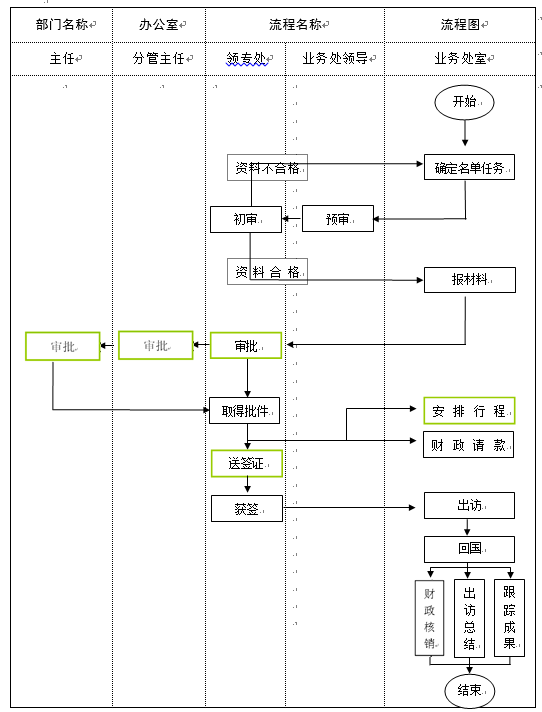 部门名称 办公室 流程名称 流程图
主任 分管主任 领专处 业务处领导 业务处室
开始
资料不合格 确定名单任务
初审 预审
资料合格 报材料
审批 审批 审批
取得批件 安排行程
财政请款
送签证
获签 出访
回国
财政核销 出访总结 跟踪成果
结束